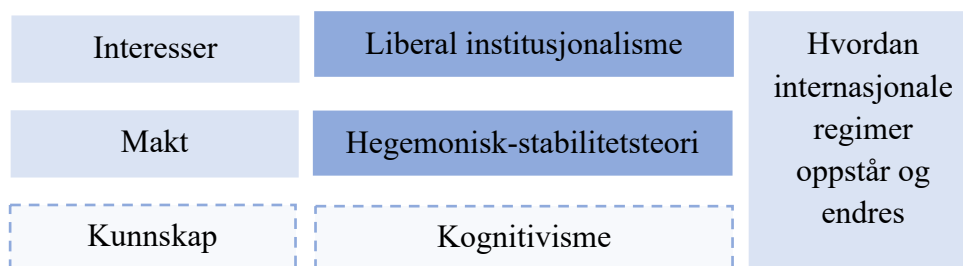 Interesser
Liberal institusjonalisme
Makt
Hegemonisk-stabilitetsteori
Kunnskap
Kognitivisme
Hvordan
internasjonale
regimer
oppstår og
endres